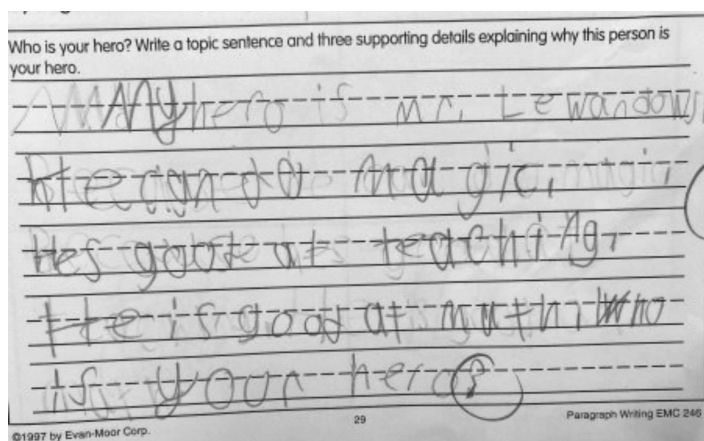 Who is your hero? Write a topic sentence and three supporting details explaining why this person is
your hero.
My hero is Mr. Lewandows
He can do magic.
Hes goode at teaching.
He is good at math. Who
is your hero?
©1997 by Evan-Moor Corp.
29
Paragraph Writing EMC 246